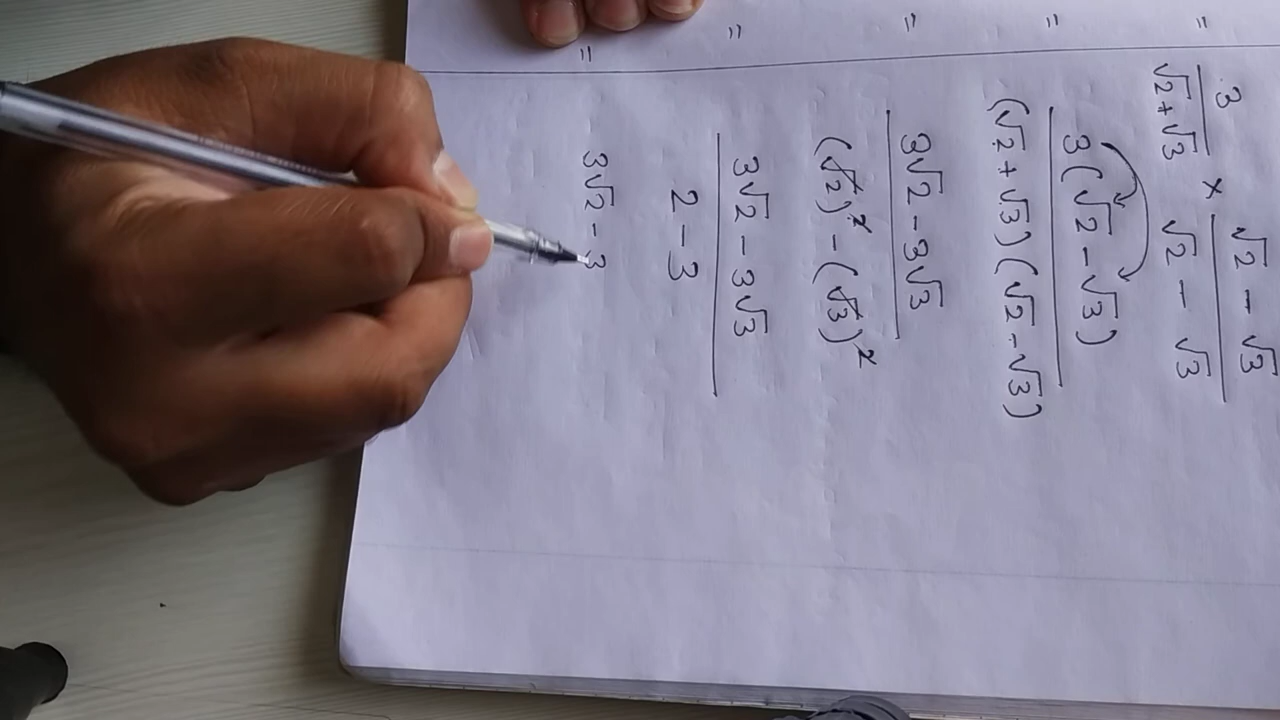 = 3/(√2 + √3) × (√2 - √3)/(√2 - √3)
= 3(√2 - √3)/((√2 + √3)(√2 - √3))
= (3√2 - 3√3)/((√2)² - (√3)²)
= (3√2 - 3√3)/(2 - 3)
= 3√2 - 3